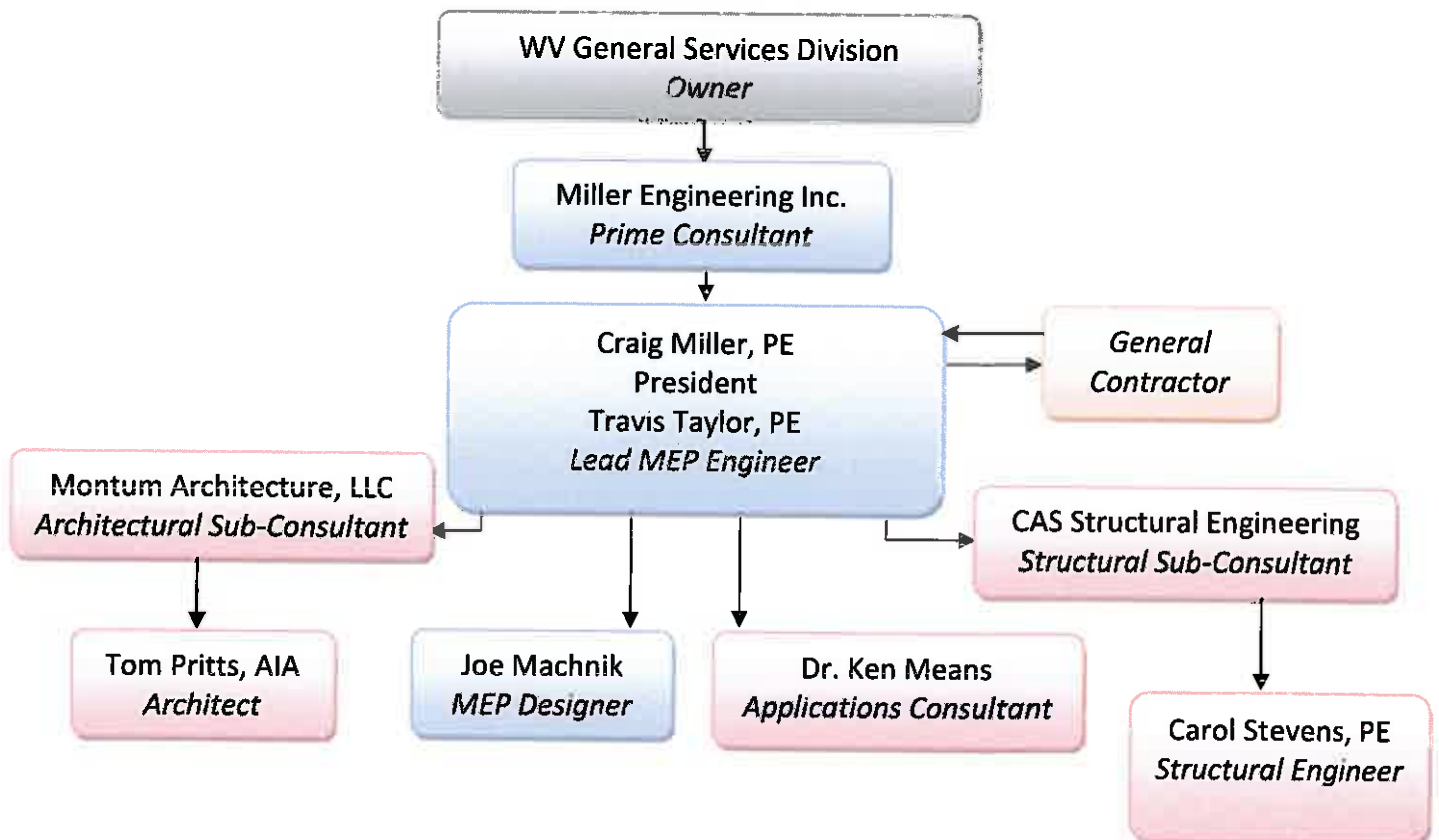 WV General Services Division
Owner
Miller Engineering Inc.
Prime Consultant
Craig Miller, PE
President
Travis Taylor, PE
Lead MEP Engineer
General
Contractor
Montum Architecture, LLC
Architectural Sub-Consultant
CAS Structural Engineering
Structural Sub-Consultant
Tom Pritts, AIA
Architect
Joe Machnik
MEP Designer
Dr. Ken Means
Applications Consultant
Carol Stevens, PE
Structural Engineer